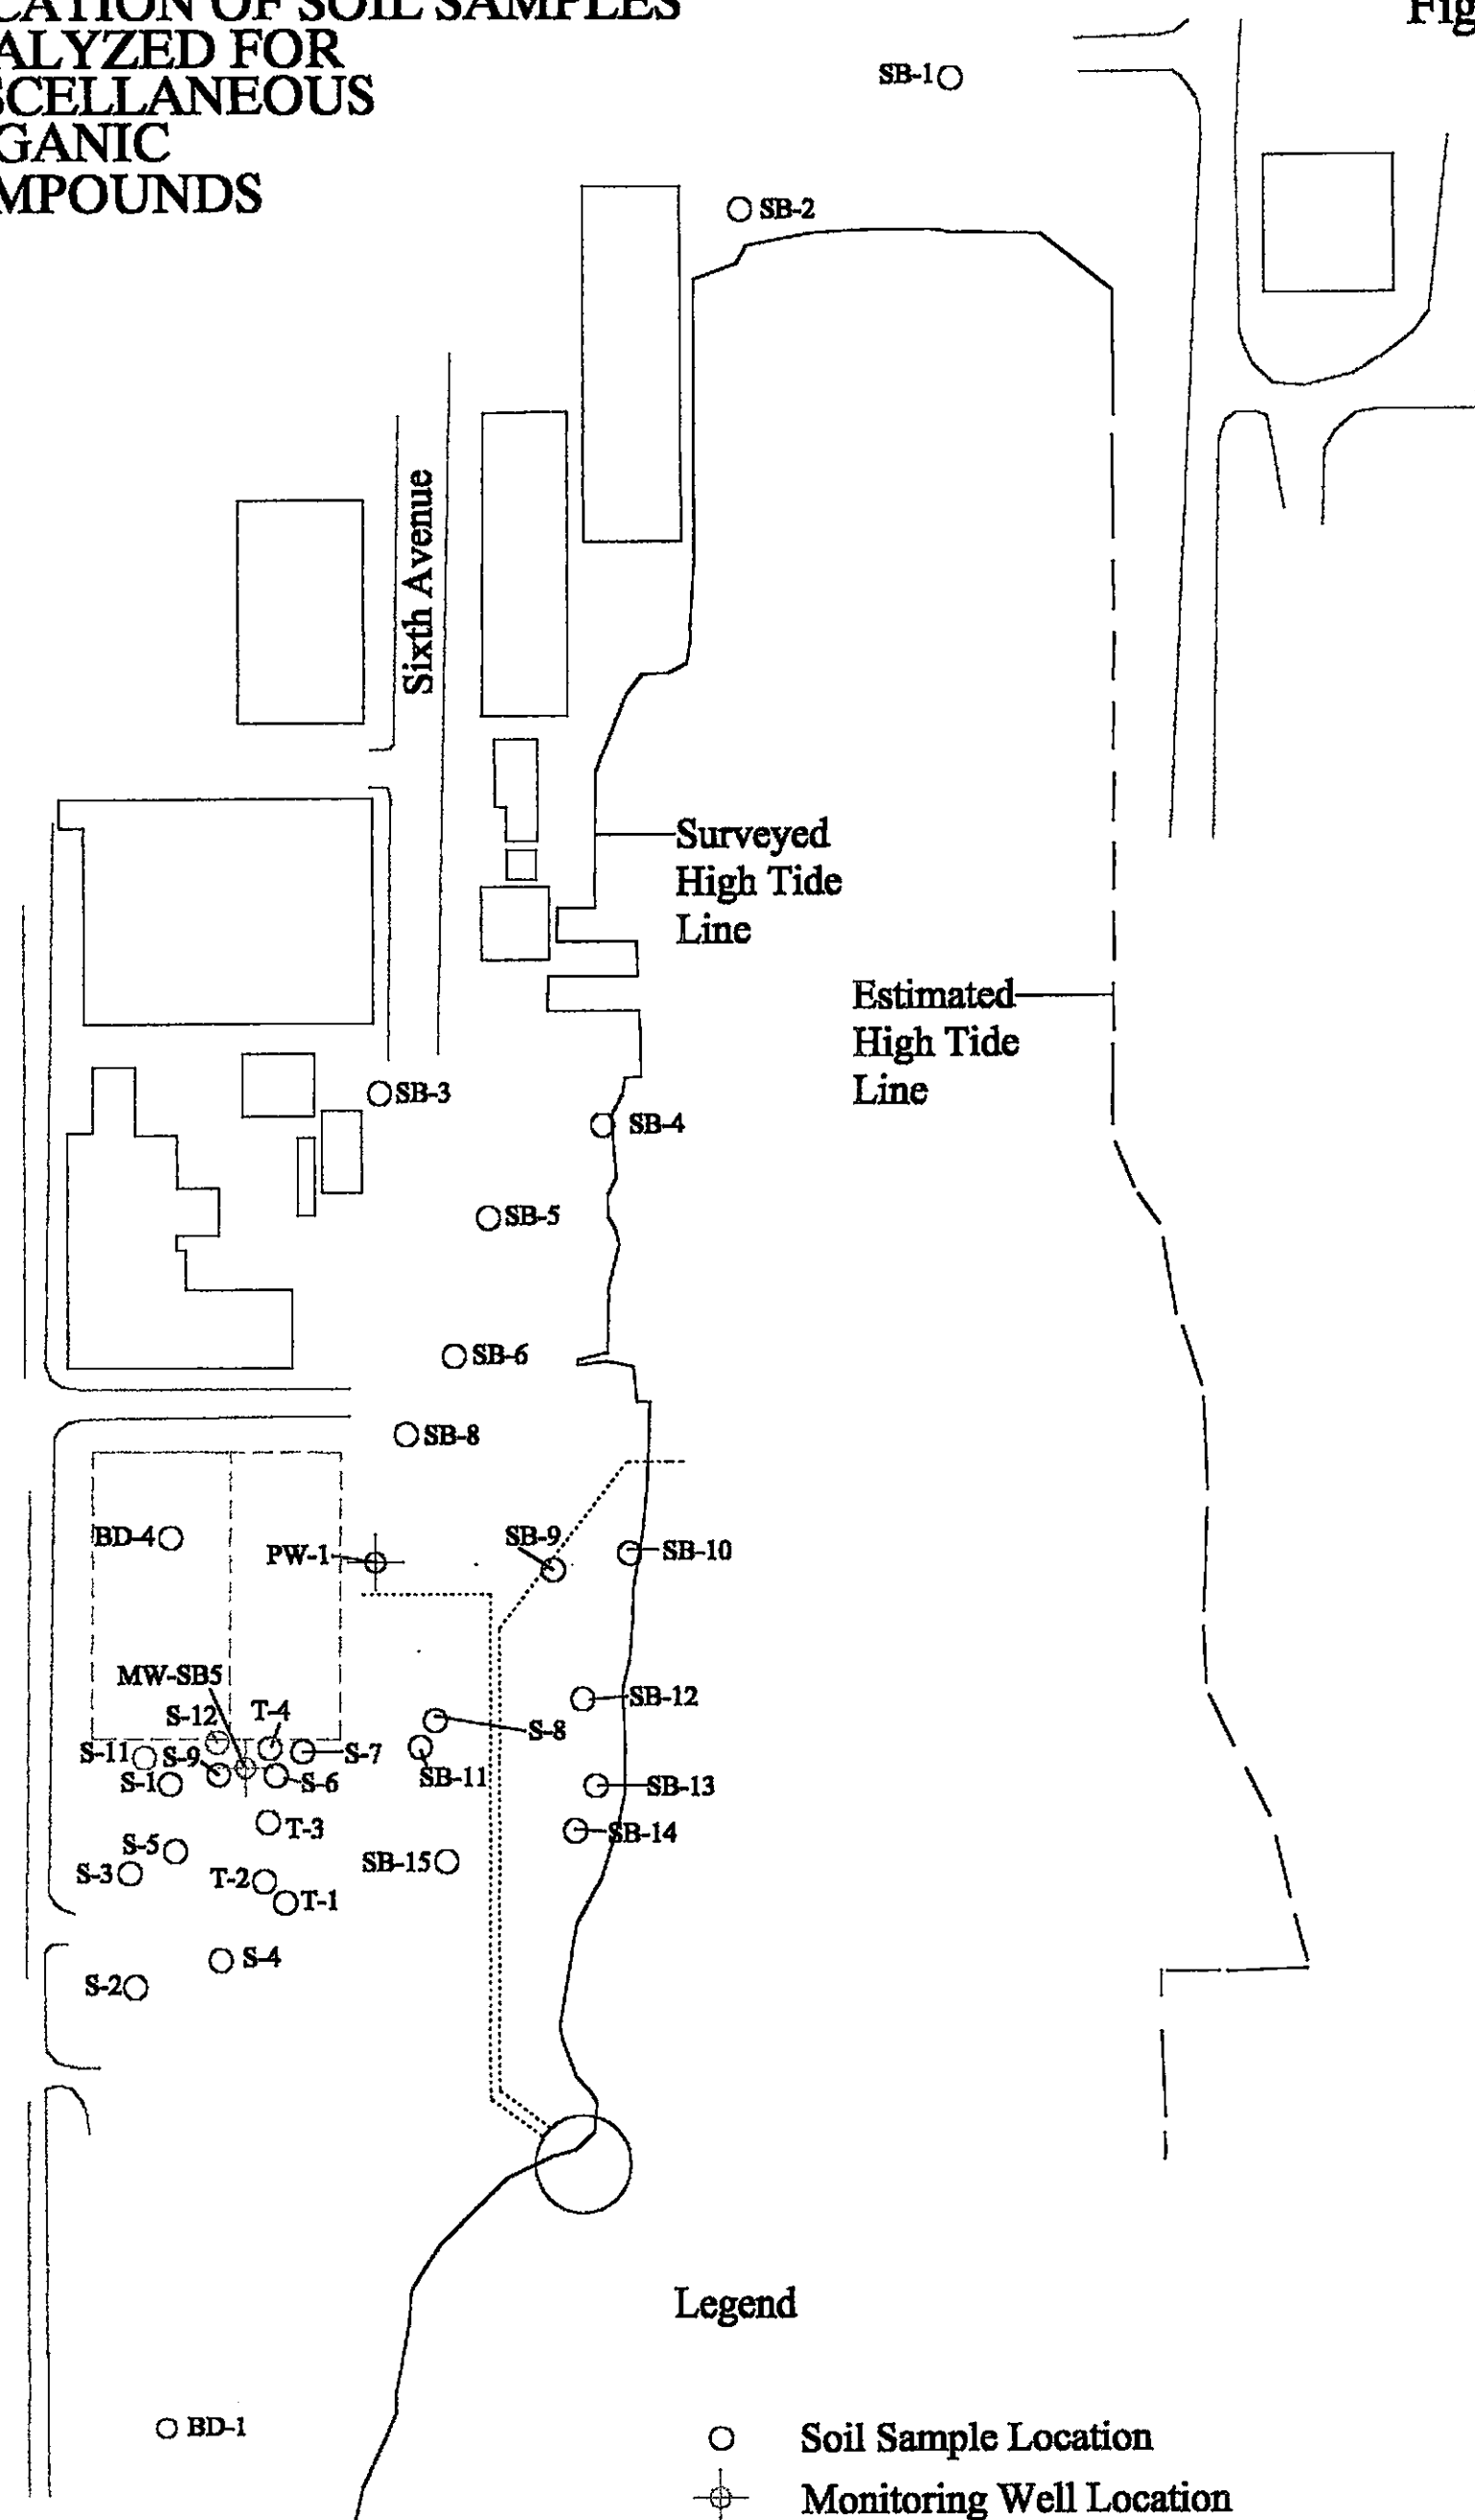 CATION OF SOIL SAMPLES
ALYZED FOR
SCELLANEOUS
GANIC
MPOUNDS
Fig
SB-1
SB-2
Sixth Avenue
Surveyed
High Tide
Line
Estimated
High Tide
Line
SB-3
SB-4
SB-5
SB-6
SB-8
BD-4
PW-1
SB-9
SB-10
MW-SB5
S-12
T-4
SB-12
S-8
S-11
S-9
S-7
S-1
S-6
SB-11
SB-13
T-3
SB-14
S-5
S-3
T-2
SB-15
T-1
S-4
S-2
Legend
BD-1
Soil Sample Location
Monitoring Well Location